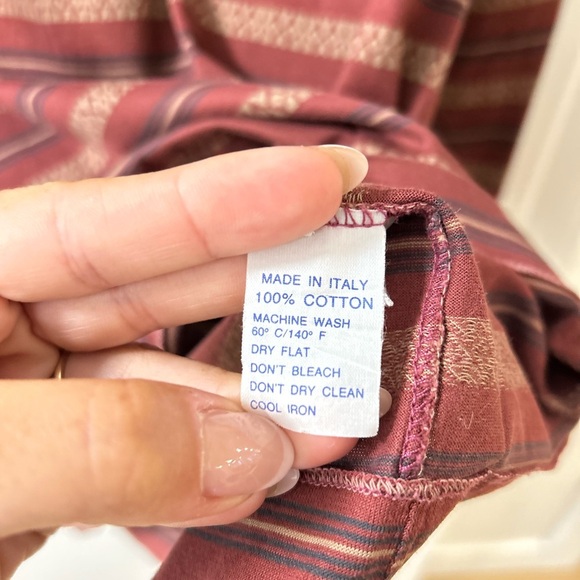 MADE IN ITALY
100% COTTON
MACHINE WASH
60° C/140° F
DRY FLAT
DON'T BLEACH
DON'T DRY CLEAN
COOL IRON